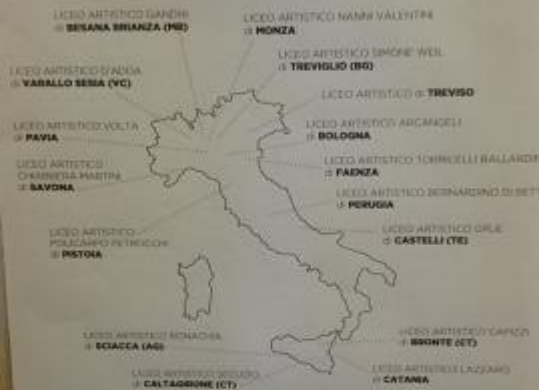 LICEO ARTISTICO GANDHI
di BESANA BRIANZA (MB)
LICEO ARTISTICO NANNI VALENTINI
di MONZA
LICEO ARTISTICO SIMONE WEIL
di TREVIGLIO (BG)
LICEO ARTISTICO D'ADDA
di VARALLO SESIA (VC)
LICEO ARTISTICO di TREVISO
LICEO ARTISTICO VOLTA
di PAVIA
LICEO ARTISTICO ARCANGELI
di BOLOGNA
LICEO ARTISTICO
CHIABRERA MARTINI
di SAVONA
LICEO ARTISTICO TORRICELLI BALLARDIN
di FAENZA
LICEO ARTISTICO BERNARDINO DI BETT
di PERUGIA
LICEO ARTISTICO
POLICARPO PETROCCHI
di PISTOIA
LICEO ARTISTICO GRUE
di CASTELLI (TE)
LICEO ARTISTICO BONACHIA
di SCIACCA (AG)
LICEO ARTISTICO CAPIZZI
di BRONTE (CT)
LICEO ARTISTICO SECUSIO
di CALTAGIRONE (CT)
LICEO ARTISTICO LAZZARO
di CATANIA